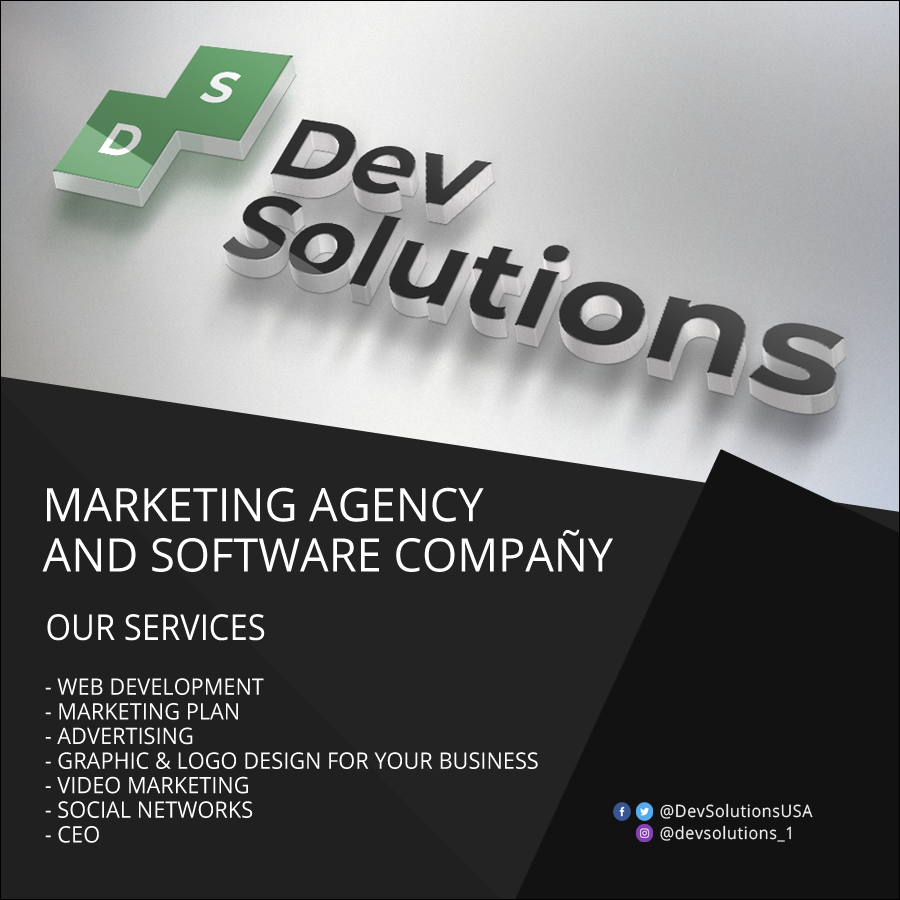 S
D
Dev
Solutions
MARKETING AGENCY
AND SOFTWARE COMPAÑY
OUR SERVICES
- WEB DEVELOPMENT
- MARKETING PLAN
- ADVERTISING
- GRAPHIC & LOGO DESIGN FOR YOUR BUSINESS
- VIDEO MARKETING
- SOCIAL NETWORKS
- CEO
@DevSolutionsUSA
@devsolutions_1